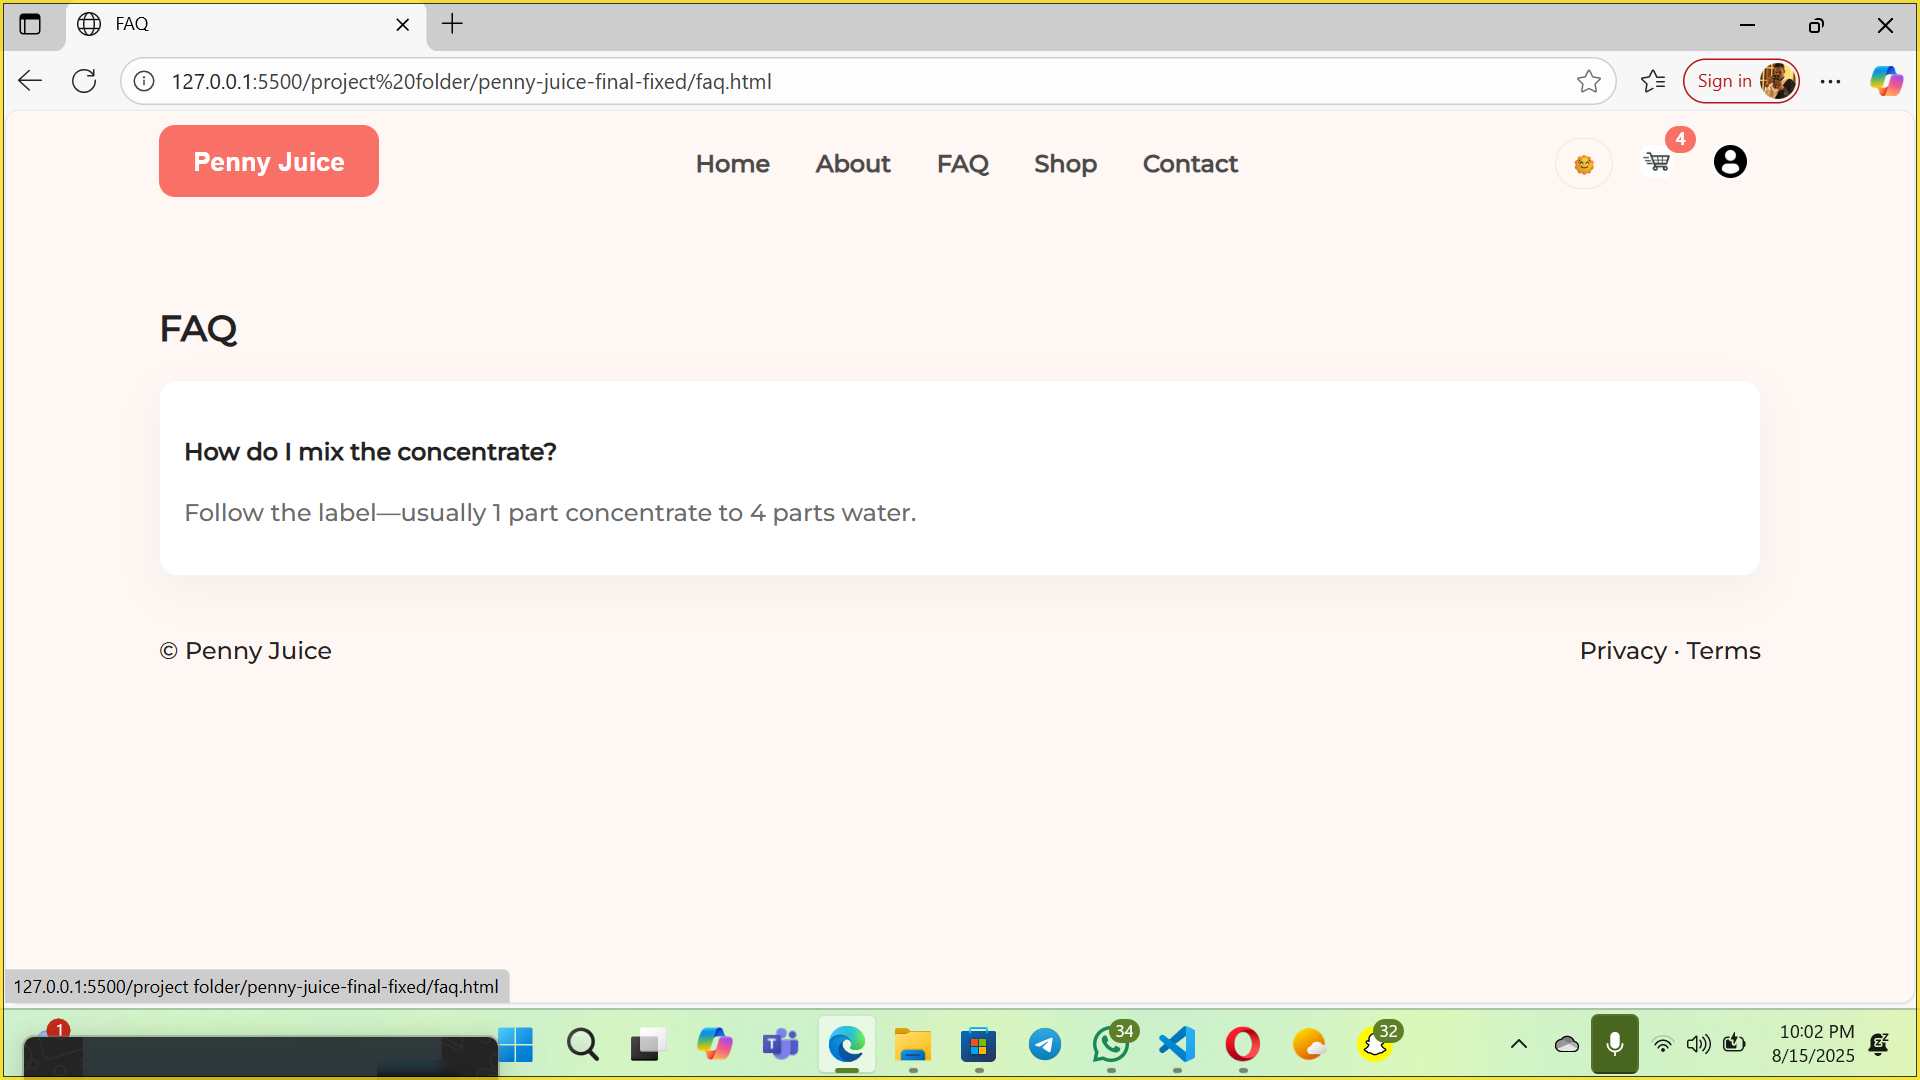 FAQ
127.0.0.1:5500/project%20folder/penny-juice-final-fixed/faq.html
Sign in
Penny Juice
Home
About
FAQ
Shop
Contact
4
FAQ
How do I mix the concentrate?
Follow the label—usually 1 part concentrate to 4 parts water.
© Penny Juice
Privacy · Terms
127.0.0.1:5500/project folder/penny-juice-final-fixed/faq.html
1
34
32
10:02 PM
8/15/2025